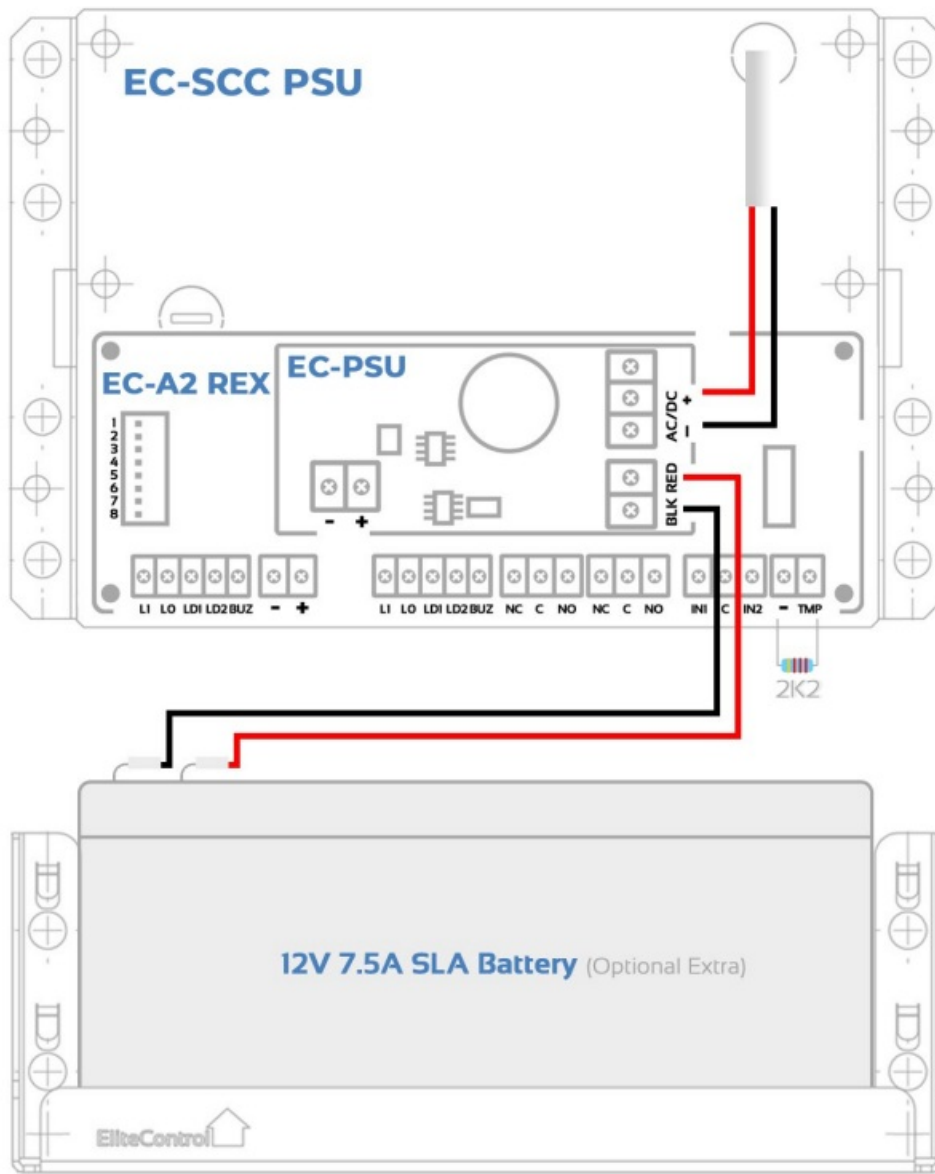 EC-SCC PSU
EC-PSU
EC-A2 REX
AC/DC
+
–
1
2
3
4
5
6
7
8
BLK RED
- +
L1 L0 LD1 LD2 BUZ - + L1 L0 LD1 LD2 BUZ NC C NO NC C NO IN1 C IN2 - TMP
2K2
12V 7.5A SLA Battery (Optional Extra)
EliteControl